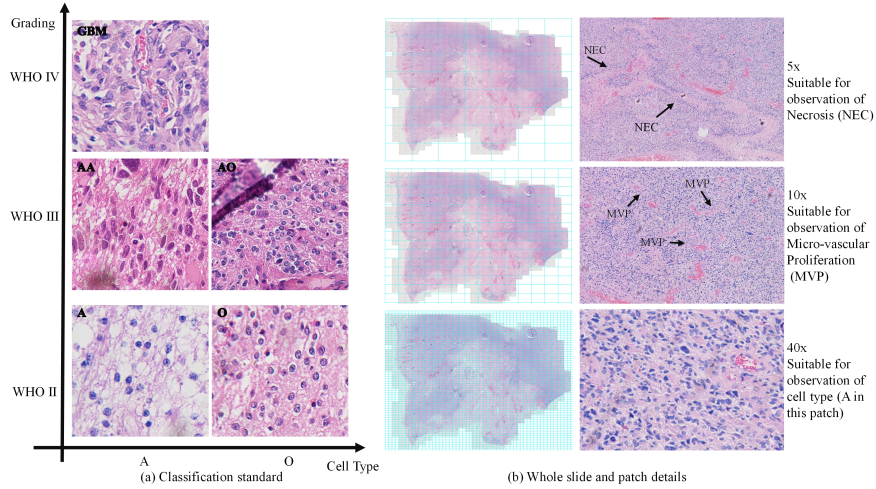 Grading
WHO IV
GBM
WHO III
AA
AO
WHO II
A
O
A
O
Cell Type
(a) Classification standard
NEC
NEC
5x
Suitable for
observation of
Necrosis (NEC)
MVP
MVP
MVP
10x
Suitable for
observation of
Micro-vascular
Proliferation
(MVP)
40x
Suitable for
observation of
cell type (A in
this patch)
(b) Whole slide and patch details